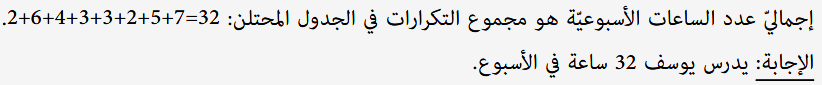 إجماليّ عدد الساعات الأسبوعيّة هو مجموع التكرارات في الجدول المحتلن: 2+6+4+3+3+2+5+7=32.
الإجابة: يدرس يوسف 32 ساعة في الأسبوع.